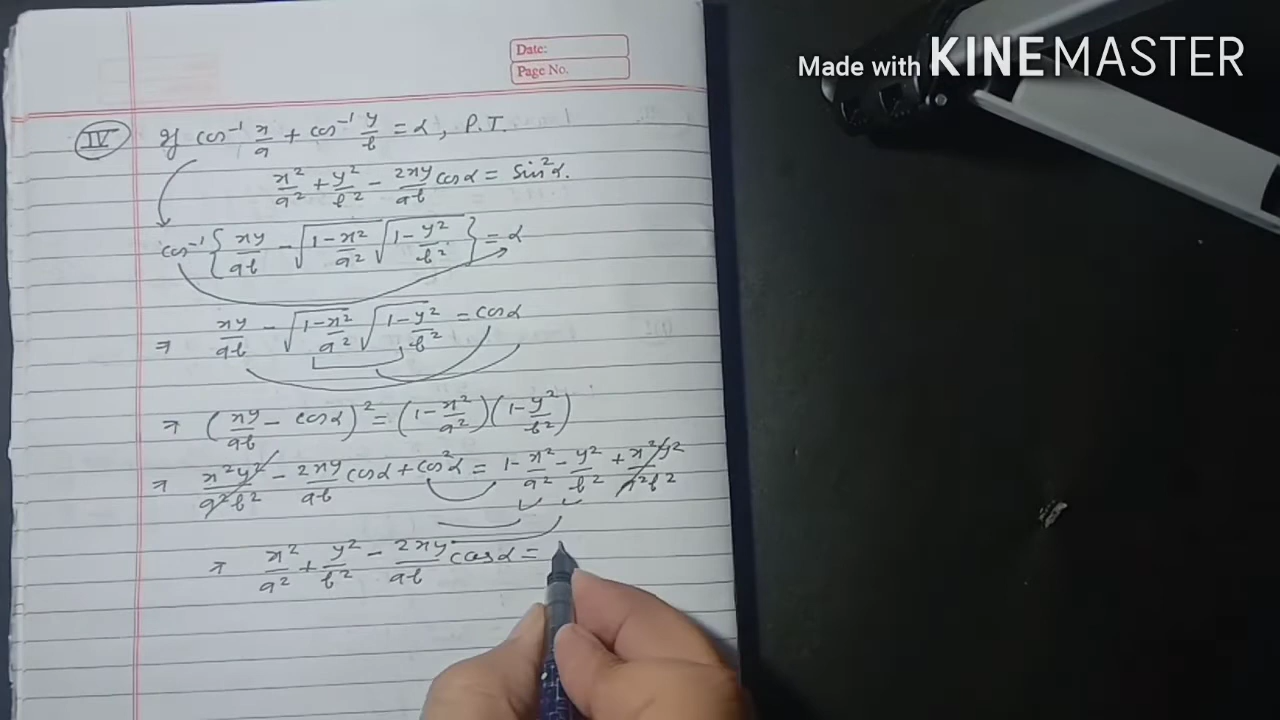 Date:
Page No.
Made with KINEMASTER
IV If cos⁻¹ x/a + cos⁻¹ y/b = α, P.T.
x²/a² + y²/b² - 2xy/ab cosα = sin²α.
cos⁻¹ { xy/ab - √(1-x²/a²) √(1-y²/b²) } = α
⇒ xy/ab - √(1-x²/a²) √(1-y²/b²) = cosα
⇒ (xy/ab - cosα)² = (1-x²/a²)(1-y²/b²)
⇒ x²y²/a²b² - 2xy/ab cosα + cos²α = 1 - x²/a² - y²/b² + x²y²/a²b²
⇒ x²/a² + y²/b² - 2xy/ab cosα =